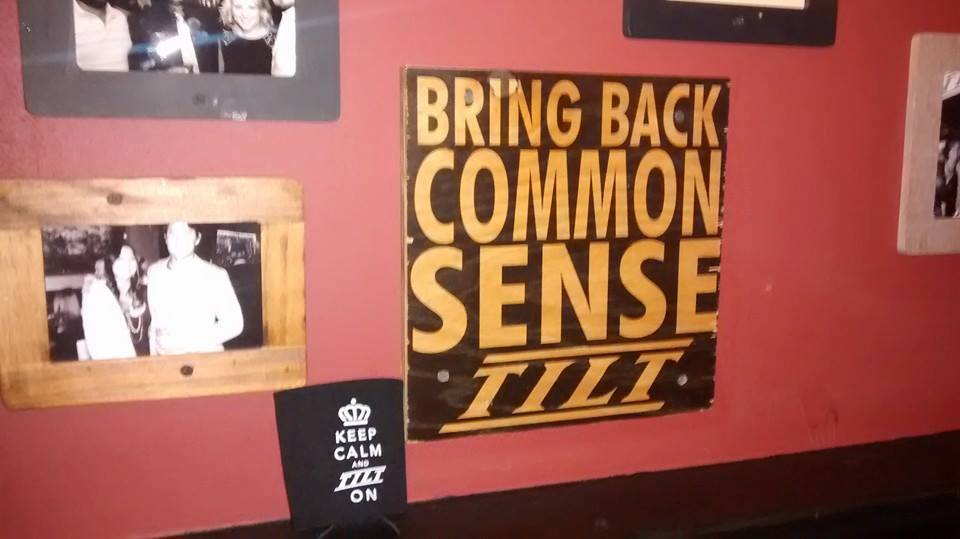 BRING BACK
COMMON
SENSE
TILT
KEEP
CALM
AND
TILT
ON